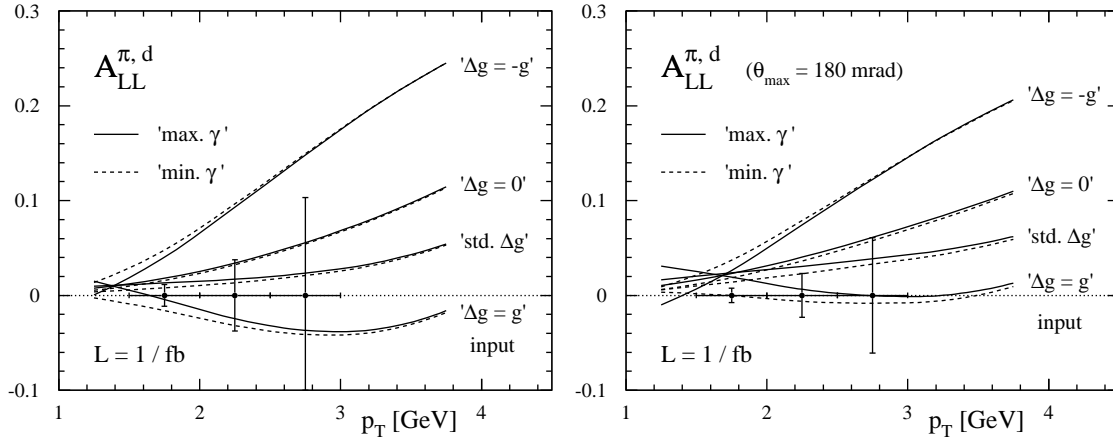 0.3
0.2
0.1
0
-0.1
A_LL^π, d
'Δg = -g'
'max. γ'
'min. γ'
'Δg = 0'
'std. Δg'
'Δg = g'
input
L = 1 / fb
1 2 3 4
p_T [GeV]
0.3
0.2
0.1
0
-0.1
A_LL^π, d (θ_max = 180 mrad)
'Δg = -g'
'max. γ'
'min. γ'
'Δg = 0'
'std. Δg'
'Δg = g'
input
L = 1 / fb
1 2 3 4
p_T [GeV]